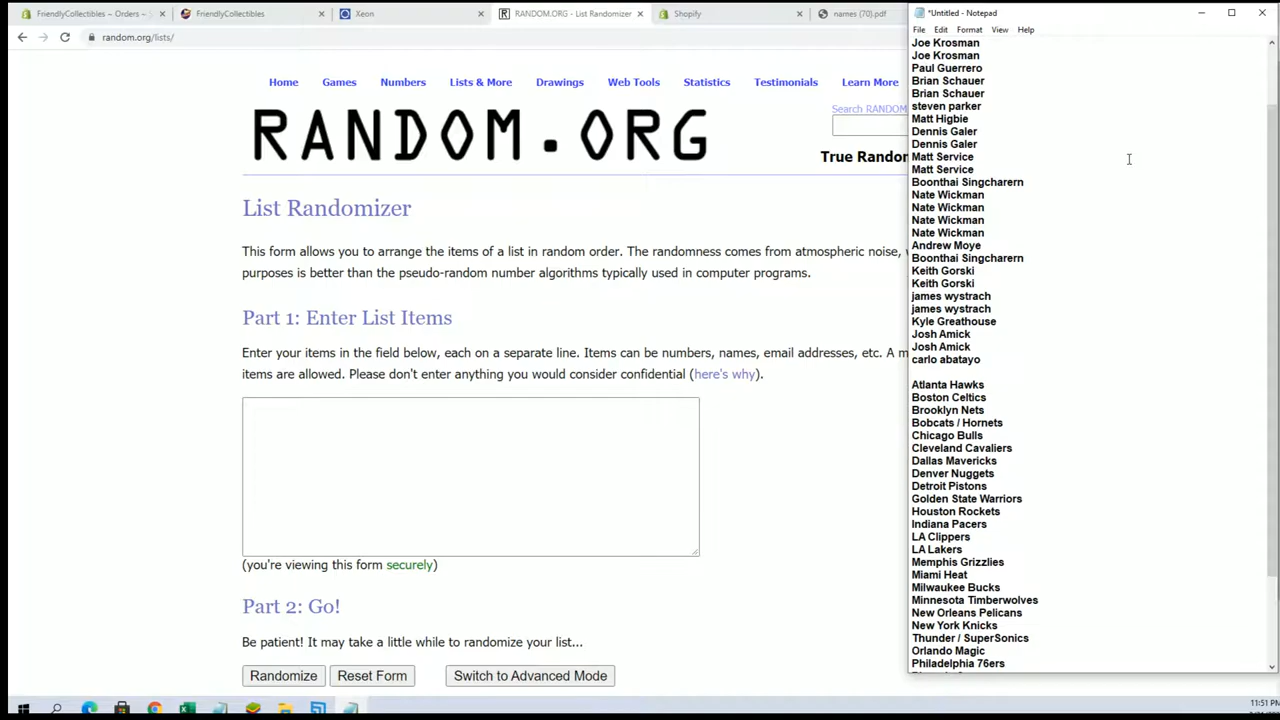 FriendlyCollectibles – Orders –
FriendlyCollectibles
Xeon
RANDOM.ORG - List Randomizer
Shopify
names (70).pdf
random.org/lists/
Home
Games
Numbers
Lists & More
Drawings
Web Tools
Statistics
Testimonials
Learn More
Search RANDOM
RANDOM.ORG
True Random
List Randomizer
This form allows you to arrange the items of a list in random order. The randomness comes from atmospheric noise,
purposes is better than the pseudo-random number algorithms typically used in computer programs.
Part 1: Enter List Items
Enter your items in the field below, each on a separate line. Items can be numbers, names, email addresses, etc. A
items are allowed. Please don't enter anything you would consider confidential (here's why).
(you're viewing this form securely)
Part 2: Go!
Be patient! It may take a little while to randomize your list...
Randomize
Reset Form
Switch to Advanced Mode
*Untitled - Notepad
File Edit Format View Help
Joe Krosman
Joe Krosman
Paul Guerrero
Brian Schauer
Brian Schauer
steven parker
Matt Higbie
Dennis Galer
Dennis Galer
Matt Service
Matt Service
Boonthai Singcharern
Nate Wickman
Nate Wickman
Nate Wickman
Nate Wickman
Andrew Moye
Boonthai Singcharern
Keith Gorski
Keith Gorski
james wystrach
james wystrach
Kyle Greathouse
Josh Amick
Josh Amick
carlo abatayo
Atlanta Hawks
Boston Celtics
Brooklyn Nets
Bobcats / Hornets
Chicago Bulls
Cleveland Cavaliers
Dallas Mavericks
Denver Nuggets
Detroit Pistons
Golden State Warriors
Houston Rockets
Indiana Pacers
LA Clippers
LA Lakers
Memphis Grizzlies
Miami Heat
Milwaukee Bucks
Minnesota Timberwolves
New Orleans Pelicans
New York Knicks
Thunder / SuperSonics
Orlando Magic
Philadelphia 76ers
11:51 PM